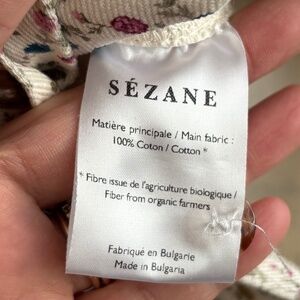 SÉZANE
Matière principale / Main fabric :
100% Coton / Cotton *
* Fibre issue de l'agriculture biologique /
Fiber from organic farmers
Fabriqué en Bulgarie
Made in Bulgaria